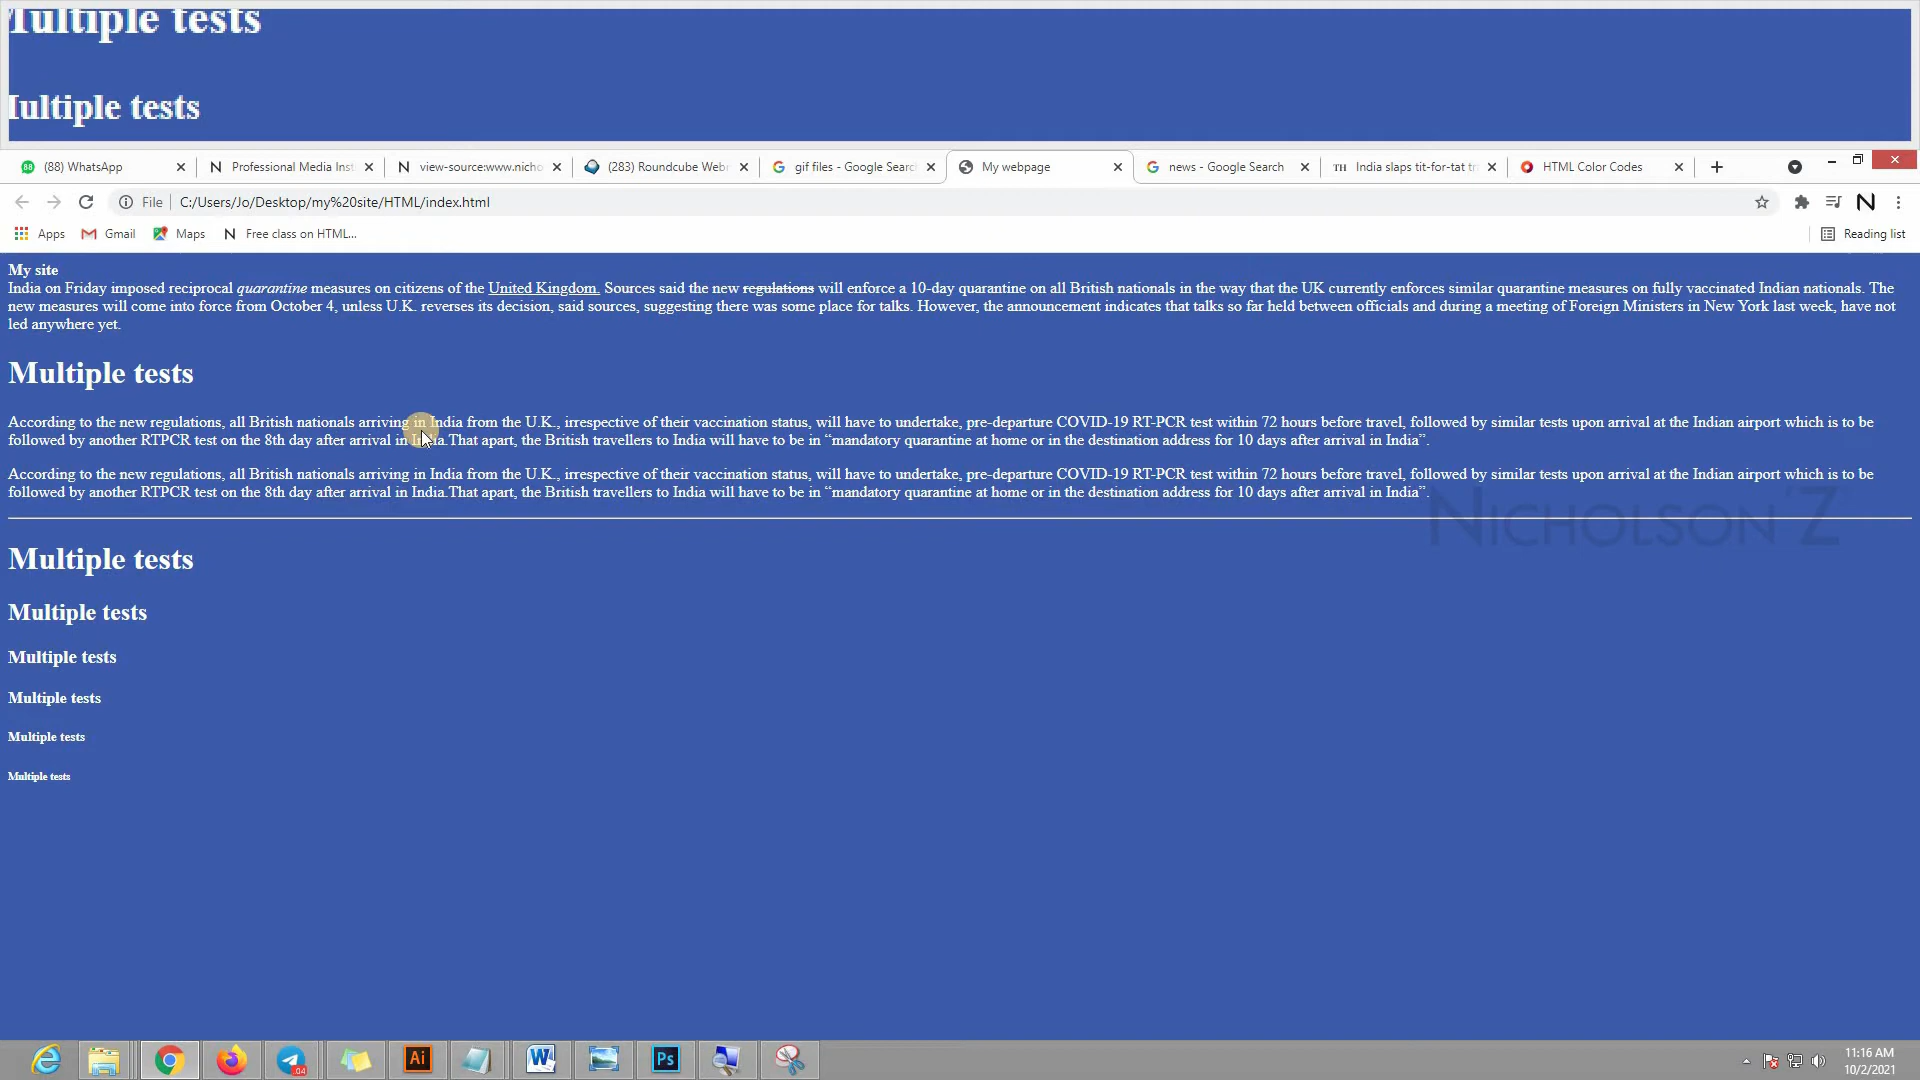 Multiple tests
Multiple tests
(88) WhatsApp
Professional Media Inst
view-source:www.nicho
(283) Roundcube Webr
gif files - Google Searc
My webpage
news - Google Search
TH India slaps tit-for-tat tr
HTML Color Codes
File C:/Users/Jo/Desktop/my%20site/HTML/index.html
Apps
Gmail
Maps
Free class on HTML...
Reading list
My site
India on Friday imposed reciprocal quarantine measures on citizens of the United Kingdom. Sources said the new regulations will enforce a 10-day quarantine on all British nationals in the way that the UK currently enforces similar quarantine measures on fully vaccinated Indian nationals. The
new measures will come into force from October 4, unless U.K. reverses its decision, said sources, suggesting there was some place for talks. However, the announcement indicates that talks so far held between officials and during a meeting of Foreign Ministers in New York last week, have not
led anywhere yet.
Multiple tests
According to the new regulations, all British nationals arriving in India from the U.K., irrespective of their vaccination status, will have to undertake, pre-departure COVID-19 RT-PCR test within 72 hours before travel, followed by similar tests upon arrival at the Indian airport which is to be
followed by another RTPCR test on the 8th day after arrival in India.That apart, the British travellers to India will have to be in “mandatory quarantine at home or in the destination address for 10 days after arrival in India”.
According to the new regulations, all British nationals arriving in India from the U.K., irrespective of their vaccination status, will have to undertake, pre-departure COVID-19 RT-PCR test within 72 hours before travel, followed by similar tests upon arrival at the Indian airport which is to be
followed by another RTPCR test on the 8th day after arrival in India.That apart, the British travellers to India will have to be in “mandatory quarantine at home or in the destination address for 10 days after arrival in India”.
NICHOLSON'Z
Multiple tests
Multiple tests
Multiple tests
Multiple tests
Multiple tests
Multiple tests
Ai
Ps
11:16 AM
10/2/2021